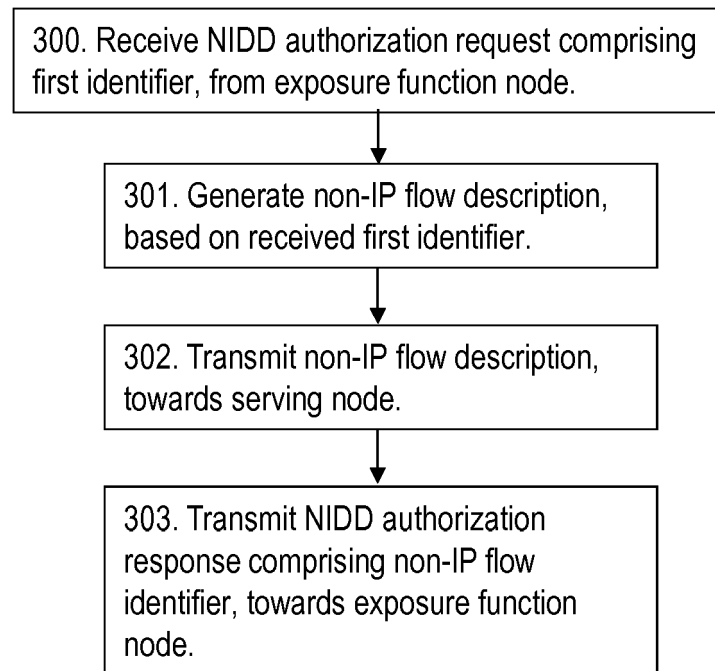 300. Receive NIDD authorization request comprising
first identifier, from exposure function node.
301. Generate non-IP flow description,
based on received first identifier.
302. Transmit non-IP flow description,
towards serving node.
303. Transmit NIDD authorization
response comprising non-IP flow
identifier, towards exposure function
node.